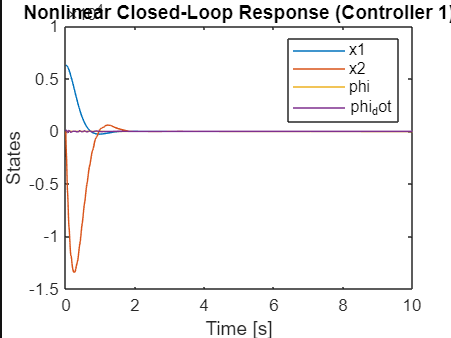 Nonlinear Closed-Loop Response (Controller 1)
1
0.5
0
-0.5
-1
-1.5
0 2 4 6 8 10
States
Time [s]
x1
x2
phi
phi_dot